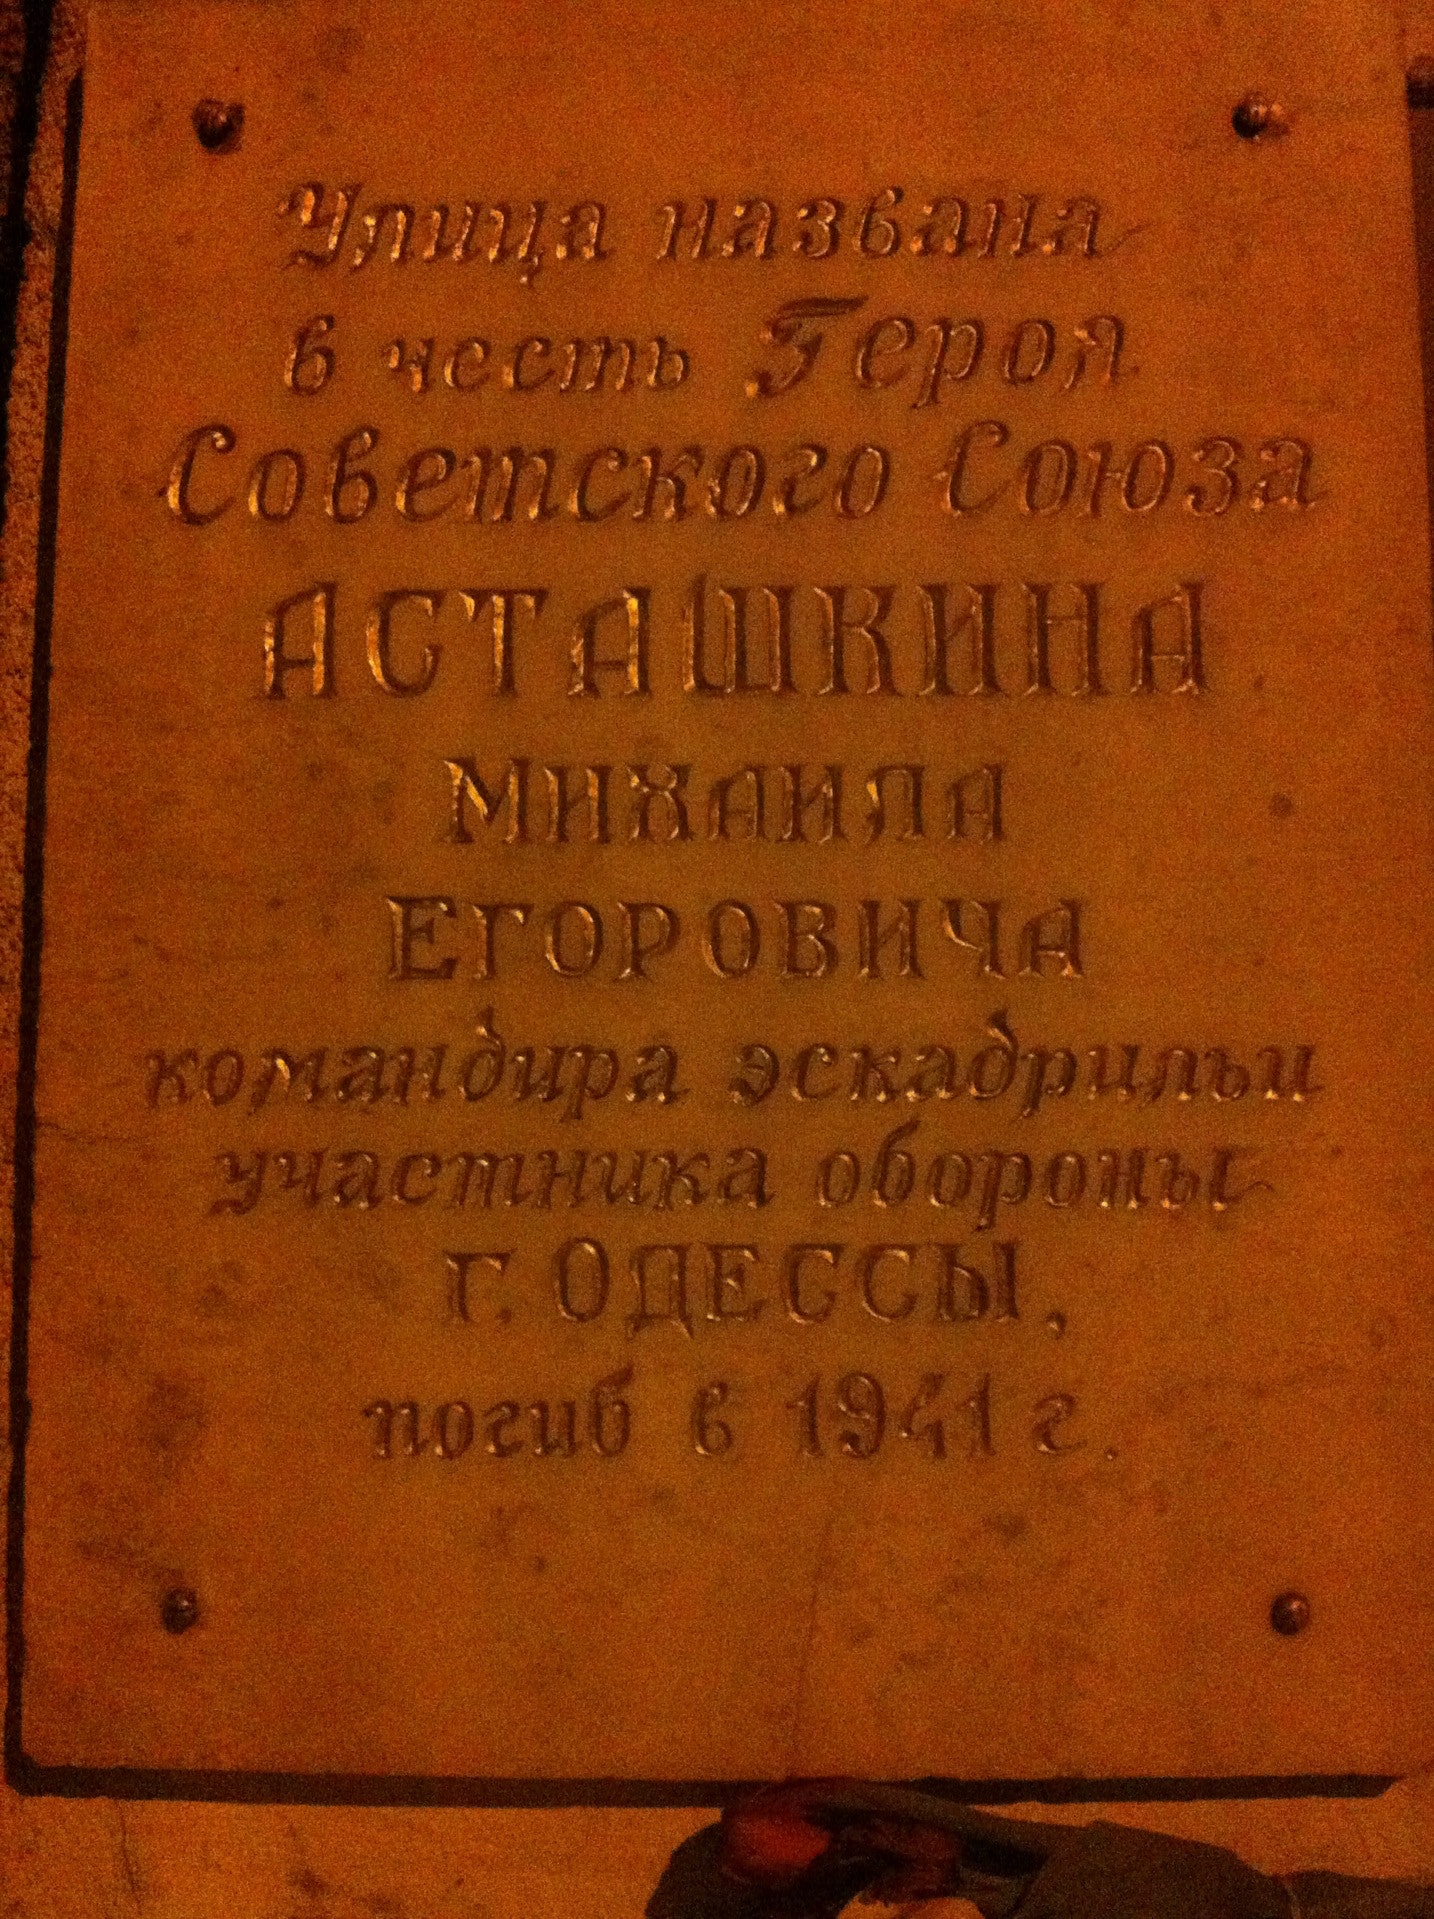 Улица названа
в честь Героя
Советского Союза
АСТАШКИНА
МИХАИЛА
ЕГОРОВИЧА
командира эскадрильи
участника обороны
г. ОДЕССЫ,
погиб в 1941 г.